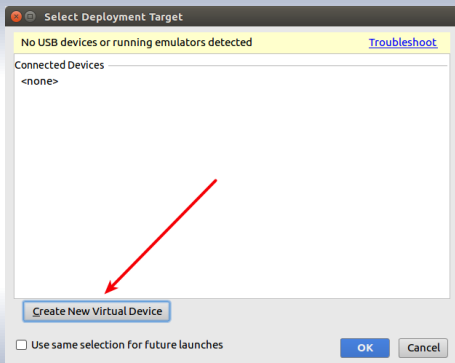 Select Deployment Target
No USB devices or running emulators detected Troubleshoot
Connected Devices
<none>
Create New Virtual Device
Use same selection for future launches OK Cancel